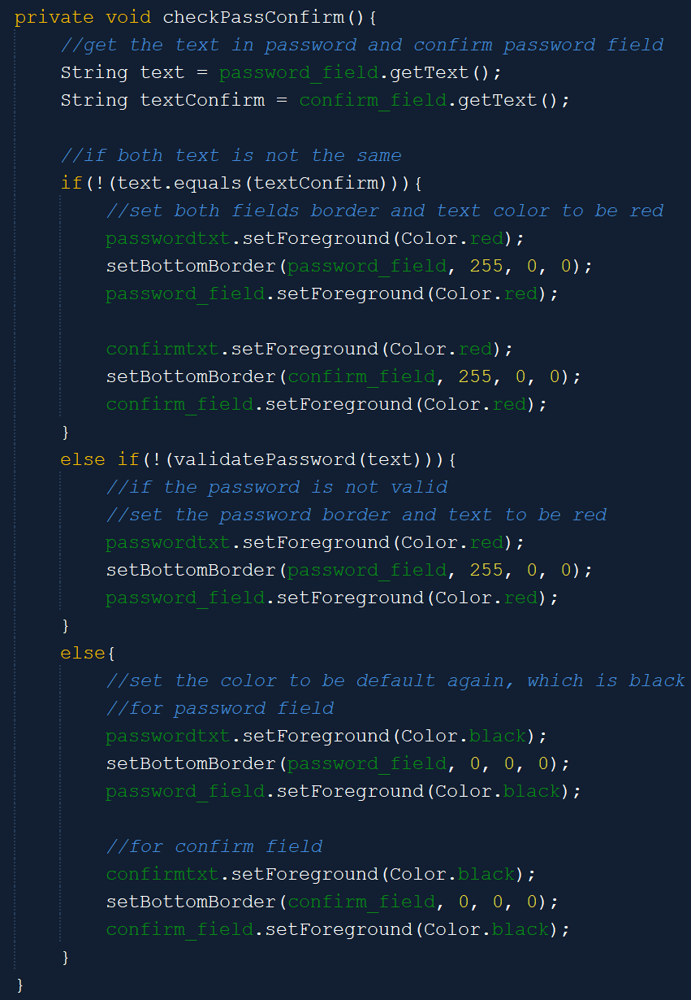 private void checkPassConfirm(){
    //get the text in password and confirm password field
    String text = password_field.getText();
    String textConfirm = confirm_field.getText();

    //if both text is not the same
    if(!(text.equals(textConfirm))){
        //set both fields border and text color to be red
        passwordtxt.setForeground(Color.red);
        setBottomBorder(password_field, 255, 0, 0);
        password_field.setForeground(Color.red);

        confirmtxt.setForeground(Color.red);
        setBottomBorder(confirm_field, 255, 0, 0);
        confirm_field.setForeground(Color.red);
    }
    else if(!(validatePassword(text))){
        //if the password is not valid
        //set the password border and text to be red
        passwordtxt.setForeground(Color.red);
        setBottomBorder(password_field, 255, 0, 0);
        password_field.setForeground(Color.red);
    }
    else{
        //set the color to be default again, which is black
        //for password field
        passwordtxt.setForeground(Color.black);
        setBottomBorder(password_field, 0, 0, 0);
        password_field.setForeground(Color.black);

        //for confirm field
        confirmtxt.setForeground(Color.black);
        setBottomBorder(confirm_field, 0, 0, 0);
        confirm_field.setForeground(Color.black);
    }
}